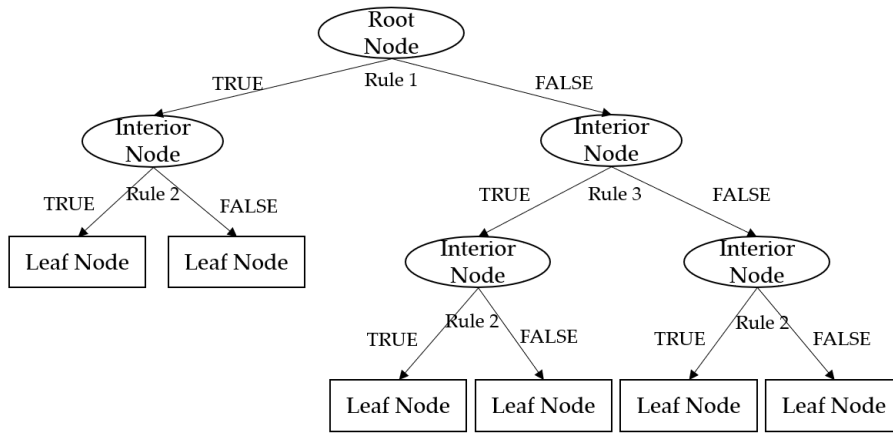 Root
Node
TRUE
Rule 1
FALSE
Interior
Node
Interior
Node
TRUE
Rule 2
FALSE
TRUE
Rule 3
FALSE
Leaf Node
Leaf Node
Interior
Node
Interior
Node
TRUE
Rule 2
FALSE
TRUE
Rule 2
FALSE
Leaf Node
Leaf Node
Leaf Node
Leaf Node